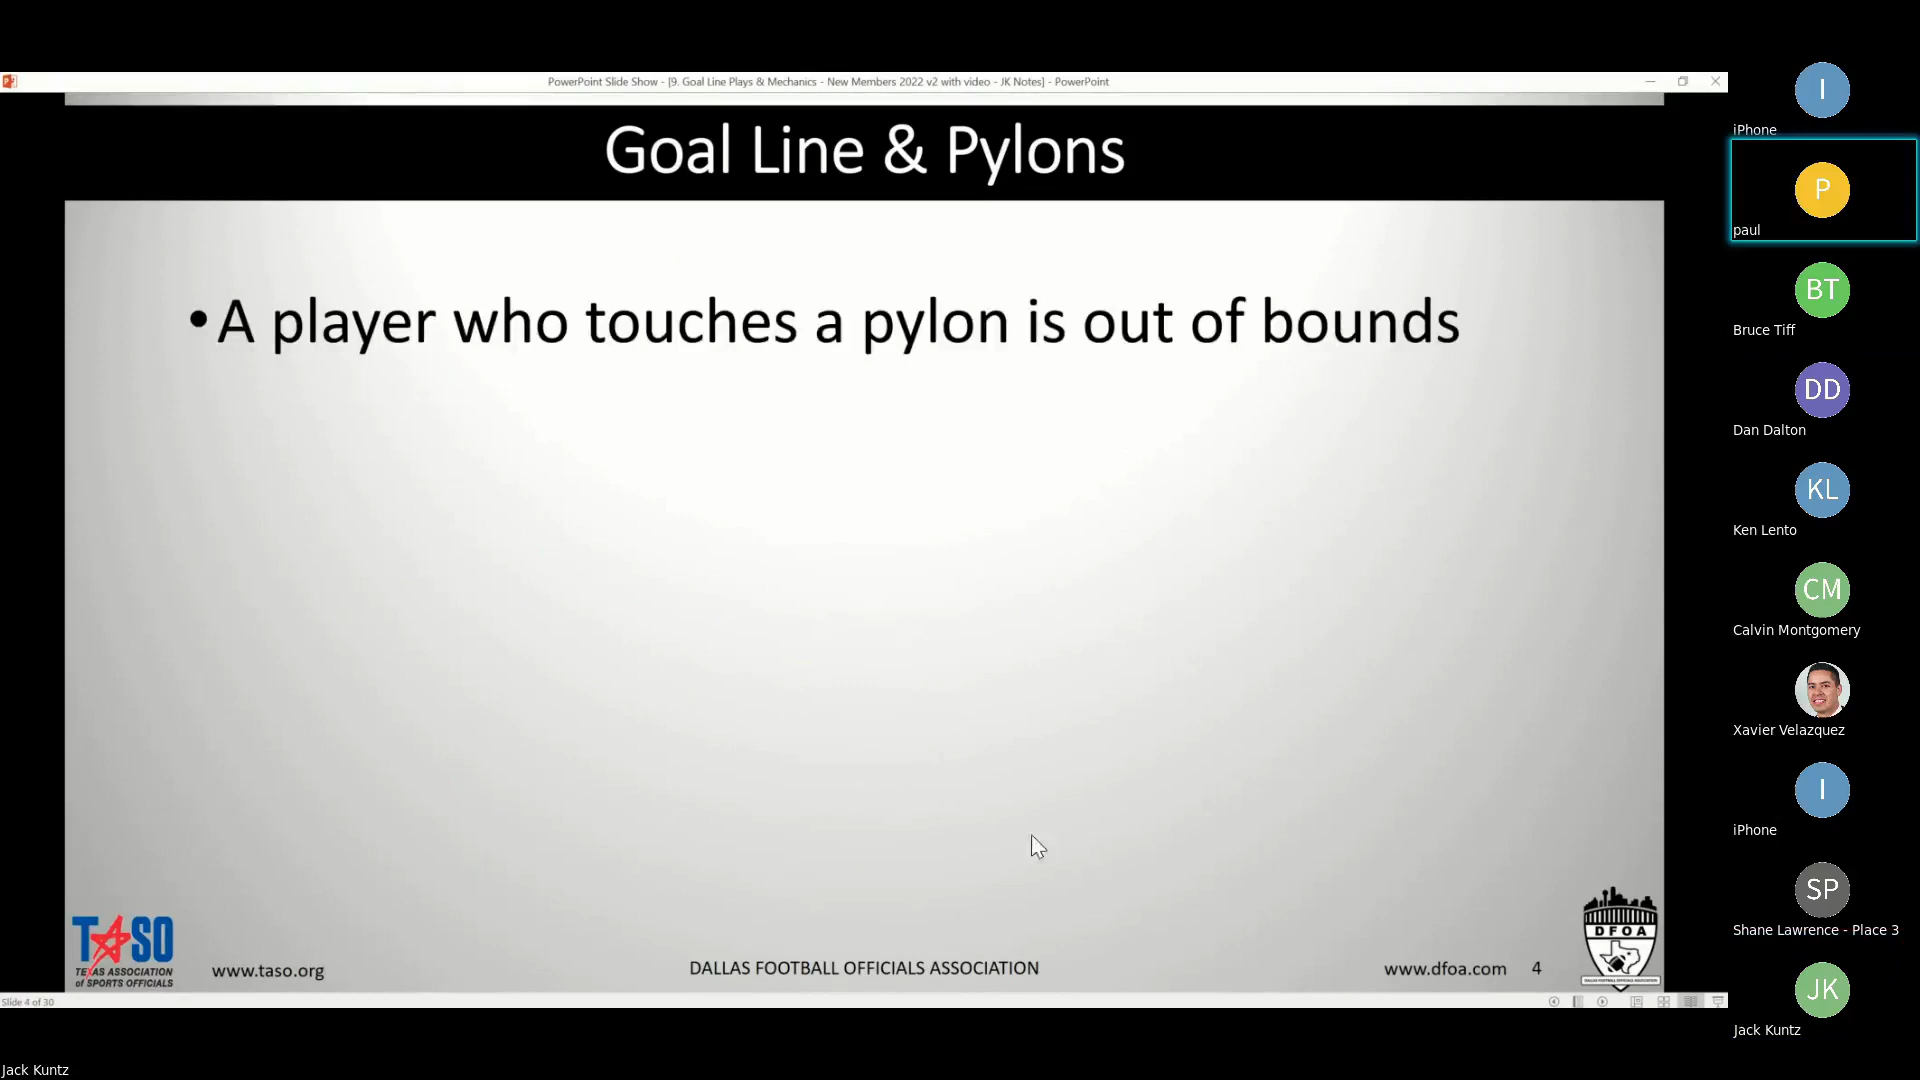 PowerPoint Slide Show - [9. Goal Line Plays & Mechanics - New Members 2022 v2 with video - JK Notes] - PowerPoint
Goal Line & Pylons
•A player who touches a pylon is out of bounds
TASO
TEXAS ASSOCIATION
of SPORTS OFFICIALS
www.taso.org
DALLAS FOOTBALL OFFICIALS ASSOCIATION
www.dfoa.com
4
DFOA
DALLAS FOOTBALL OFFICIALS ASSOCIATION
Slide 4 of 30
Jack Kuntz
I
iPhone
P
paul
BT
Bruce Tiff
DD
Dan Dalton
KL
Ken Lento
CM
Calvin Montgomery
Xavier Velazquez
I
iPhone
SP
Shane Lawrence - Place 3
JK
Jack Kuntz